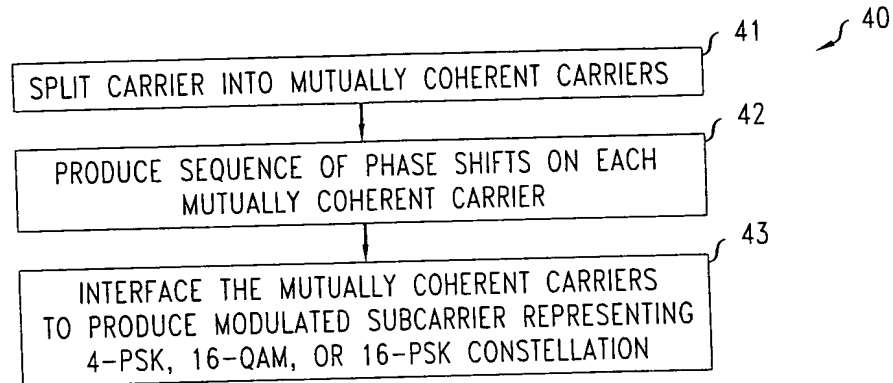 40
41
SPLIT CARRIER INTO MUTUALLY COHERENT CARRIERS
42
PRODUCE SEQUENCE OF PHASE SHIFTS ON EACH
MUTUALLY COHERENT CARRIER
43
INTERFACE THE MUTUALLY COHERENT CARRIERS
TO PRODUCE MODULATED SUBCARRIER REPRESENTING
4-PSK, 16-QAM, OR 16-PSK CONSTELLATION